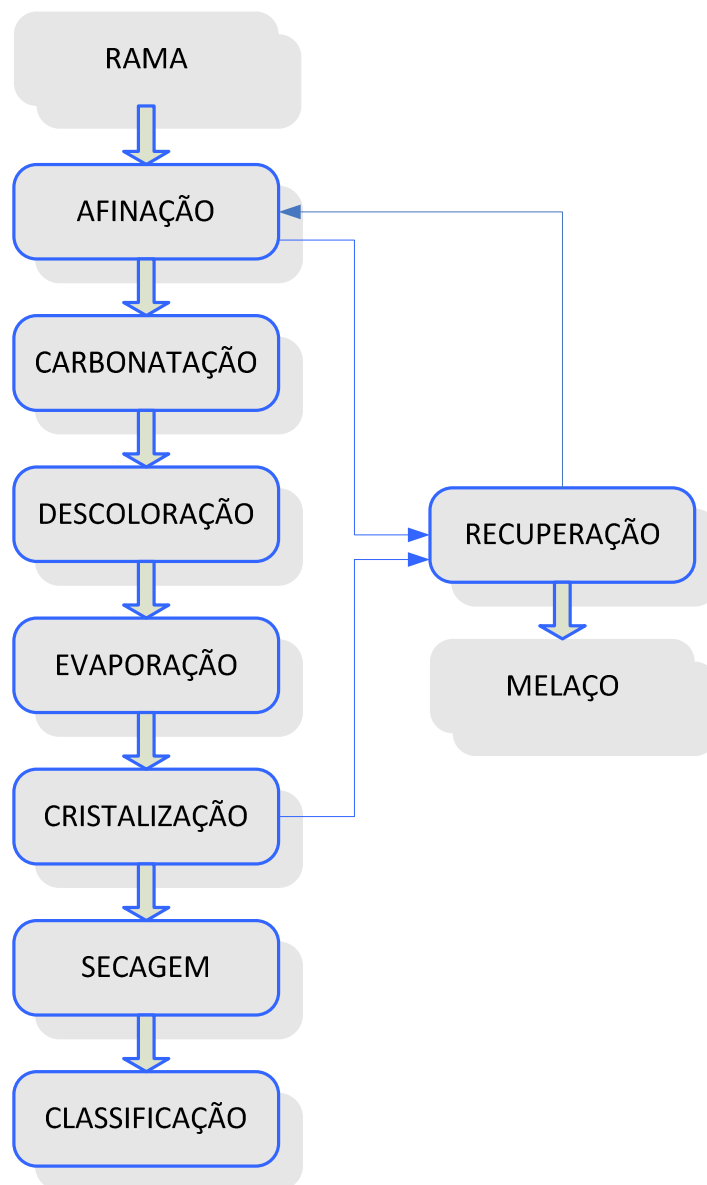 RAMA
AFINAÇÃO
CARBONATAÇÃO
DESCOLORAÇÃO
RECUPERAÇÃO
EVAPORAÇÃO
MELAÇO
CRISTALIZAÇÃO
SECAGEM
CLASSIFICAÇÃO